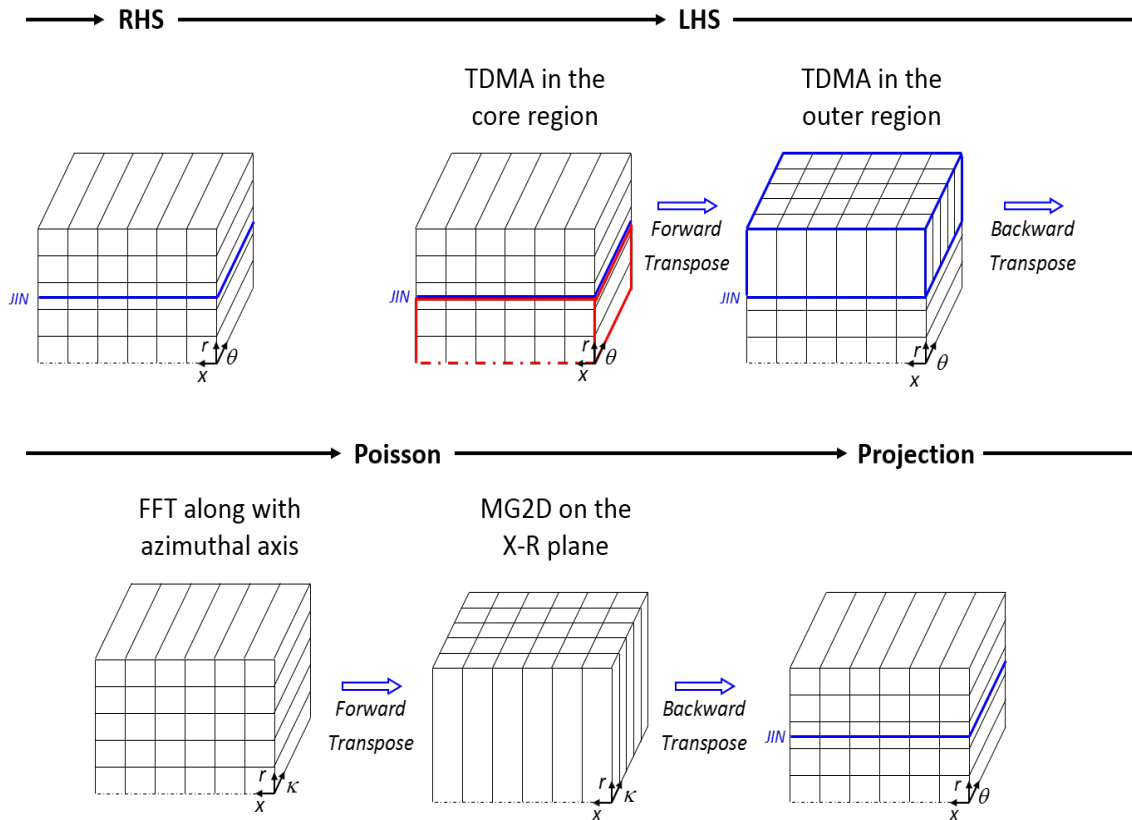 RHS
LHS
TDMA in the
core region
TDMA in the
outer region
JIN
r
θ
x
JIN
r
θ
x
Forward
Transpose
JIN
r
θ
x
Backward
Transpose
Poisson
Projection
FFT along with
azimuthal axis
MG2D on the
X-R plane
r
κ
x
Forward
Transpose
r
κ
x
Backward
Transpose
JIN
r
θ
x